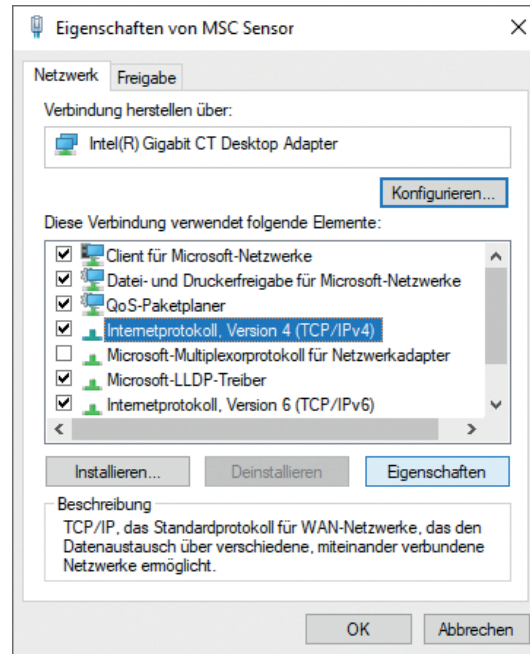 Eigenschaften von MSC Sensor
Netzwerk
Freigabe
Verbindung herstellen über:
Intel(R) Gigabit CT Desktop Adapter
Konfigurieren...
Diese Verbindung verwendet folgende Elemente:
Client für Microsoft-Netzwerke
Datei- und Druckerfreigabe für Microsoft-Netzwerke
QoS-Paketplaner
Internetprotokoll, Version 4 (TCP/IPv4)
Microsoft-Multiplexorprotokoll für Netzwerkadapter
Microsoft-LLDP-Treiber
Internetprotokoll, Version 6 (TCP/IPv6)
Installieren...
Deinstallieren
Eigenschaften
Beschreibung
TCP/IP, das Standardprotokoll für WAN-Netzwerke, das den
Datenaustausch über verschiedene, miteinander verbundene
Netzwerke ermöglicht.
OK
Abbrechen